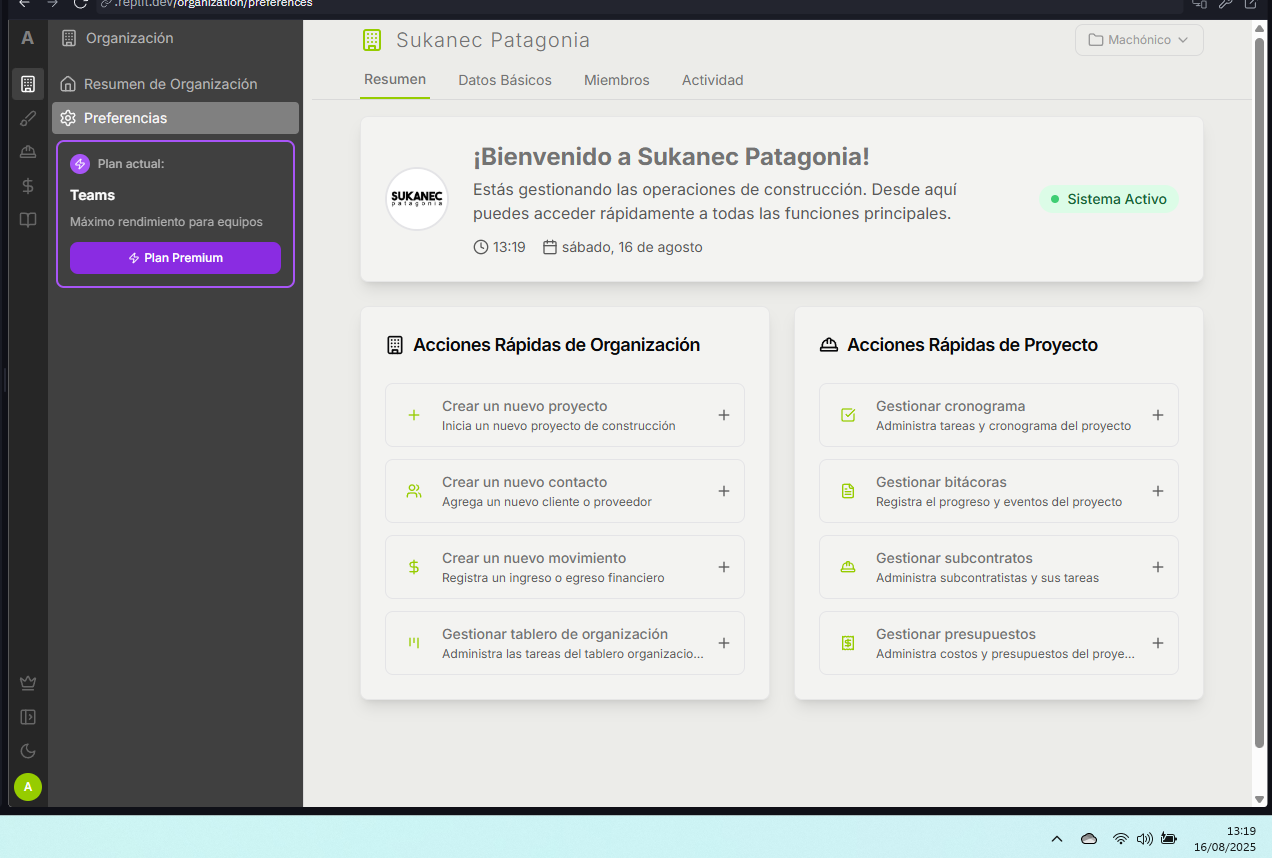 .replit.dev/organization/preferences
A
Organización
Resumen de Organización
Preferencias
Plan actual:
Teams
Máximo rendimiento para equipos
Plan Premium
A
Sukanec Patagonia
Machónico
Resumen
Datos Básicos
Miembros
Actividad
SUKANEC
patagonia
¡Bienvenido a Sukanec Patagonia!
Estás gestionando las operaciones de construcción. Desde aquí
puedes acceder rápidamente a todas las funciones principales.
13:19
sábado, 16 de agosto
Sistema Activo
Acciones Rápidas de Organización
Crear un nuevo proyecto
Inicia un nuevo proyecto de construcción
Crear un nuevo contacto
Agrega un nuevo cliente o proveedor
Crear un nuevo movimiento
Registra un ingreso o egreso financiero
Gestionar tablero de organización
Administra las tareas del tablero organizacio...
Acciones Rápidas de Proyecto
Gestionar cronograma
Administra tareas y cronograma del proyecto
Gestionar bitácoras
Registra el progreso y eventos del proyecto
Gestionar subcontratos
Administra subcontratistas y sus tareas
Gestionar presupuestos
Administra costos y presupuestos del proye...
13:19
16/08/2025